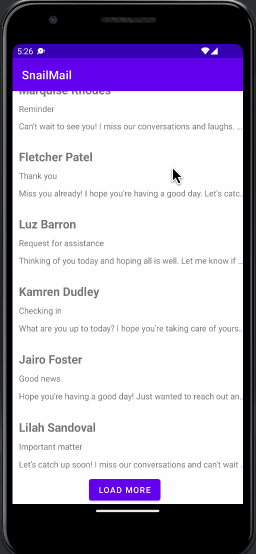 5:26
SnailMail
Marquise Rhodes
Reminder
Can't wait to see you! I miss our conversations and laughs. ...
Fletcher Patel
Thank you
Miss you already! I hope you're having a good day. Let's catc...
Luz Barron
Request for assistance
Thinking of you today and hoping all is well. Let me know if ...
Kamren Dudley
Checking in
What are you up to today? I hope you're taking care of yours...
Jairo Foster
Good news
Hope you're having a good day! Just wanted to reach out an...
Lilah Sandoval
Important matter
Let's catch up soon! I miss our conversations and can't wait ...
LOAD MORE